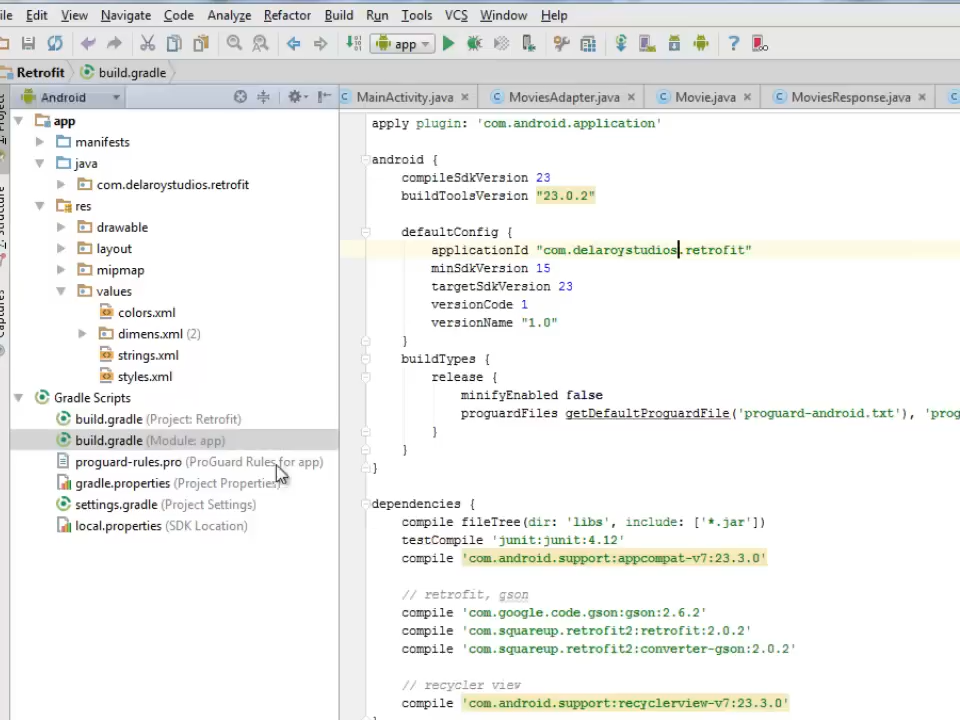 ile Edit View Navigate Code Analyze Refactor Build Run Tools VCS Window Help
app
Retrofit build.gradle
Android
MainActivity.java MoviesAdapter.java Movie.java MoviesResponse.java
1: Project
Structure
Captures
app
manifests
java
com.delaroystudios.retrofit
res
drawable
layout
mipmap
values
colors.xml
dimens.xml (2)
strings.xml
styles.xml
Gradle Scripts
build.gradle (Project: Retrofit)
build.gradle (Module: app)
proguard-rules.pro (ProGuard Rules for app)
gradle.properties (Project Properties)
settings.gradle (Project Settings)
local.properties (SDK Location)
apply plugin: 'com.android.application'
android {
compileSdkVersion 23
buildToolsVersion "23.0.2"
defaultConfig {
applicationId "com.delaroystudios.retrofit"
minSdkVersion 15
targetSdkVersion 23
versionCode 1
versionName "1.0"
}
buildTypes {
release {
minifyEnabled false
proguardFiles getDefaultProguardFile('proguard-android.txt'), 'prog
}
}
}
dependencies {
compile fileTree(dir: 'libs', include: ['*.jar'])
testCompile 'junit:junit:4.12'
compile 'com.android.support:appcompat-v7:23.3.0'
// retrofit, gson
compile 'com.google.code.gson:gson:2.6.2'
compile 'com.squareup.retrofit2:retrofit:2.0.2'
compile 'com.squareup.retrofit2:converter-gson:2.0.2'
// recycler view
compile 'com.android.support:recyclerview-v7:23.3.0'
}